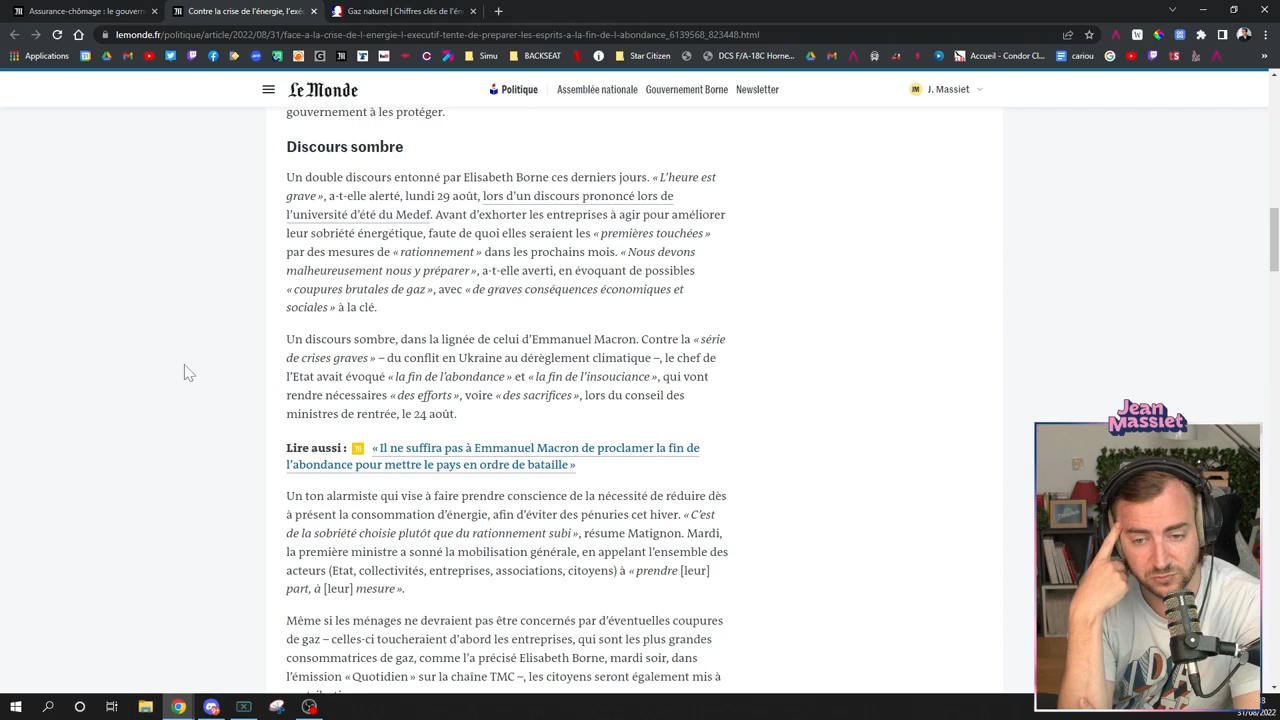 Assurance-chômage : le gouvern
Contre la crise de l'énergie, l'exéc
Gaz naturel | Chiffres clés de l'én
lemonde.fr/politique/article/2022/08/31/face-a-la-crise-de-l-energie-l-executif-tente-de-preparer-les-esprits-a-la-fin-de-l-abondance_6139568_823448.html
Applications
Simu
BACKSEAT
Star Citizen
DCS F/A-18C Horne...
Accueil - Condor Cl...
cariou
Le Monde
Politique
Assemblée nationale
Gouvernement Borne
Newsletter
JM
J. Massiet
gouvernement à les protéger.
Discours sombre
Un double discours entonné par Elisabeth Borne ces derniers jours. « L'heure est
grave », a-t-elle alerté, lundi 29 août, lors d'un discours prononcé lors de
l'université d'été du Medef. Avant d'exhorter les entreprises à agir pour améliorer
leur sobriété énergétique, faute de quoi elles seraient les « premières touchées »
par des mesures de « rationnement » dans les prochains mois. « Nous devons
malheureusement nous y préparer », a-t-elle averti, en évoquant de possibles
« coupures brutales de gaz », avec « de graves conséquences économiques et
sociales » à la clé.
Un discours sombre, dans la lignée de celui d'Emmanuel Macron. Contre la « série
de crises graves » – du conflit en Ukraine au dérèglement climatique –, le chef de
l'Etat avait évoqué « la fin de l'abondance » et « la fin de l'insouciance », qui vont
rendre nécessaires « des efforts », voire « des sacrifices », lors du conseil des
ministres de rentrée, le 24 août.
Lire aussi : « Il ne suffira pas à Emmanuel Macron de proclamer la fin de
l'abondance pour mettre le pays en ordre de bataille »
Un ton alarmiste qui vise à faire prendre conscience de la nécessité de réduire dès
à présent la consommation d'énergie, afin d'éviter des pénuries cet hiver. « C'est
de la sobriété choisie plutôt que du rationnement subi », résume Matignon. Mardi,
la première ministre a sonné la mobilisation générale, en appelant l'ensemble des
acteurs (Etat, collectivités, entreprises, associations, citoyens) à « prendre [leur]
part, à [leur] mesure ».
Même si les ménages ne devraient pas être concernés par d'éventuelles coupures
de gaz – celles-ci toucheraient d'abord les entreprises, qui sont les plus grandes
consommatrices de gaz, comme l'a précisé Elisabeth Borne, mardi soir, dans
l'émission « Quotidien » sur la chaîne TMC –, les citoyens seront également mis à
Jean
Massiet
31/08/2022